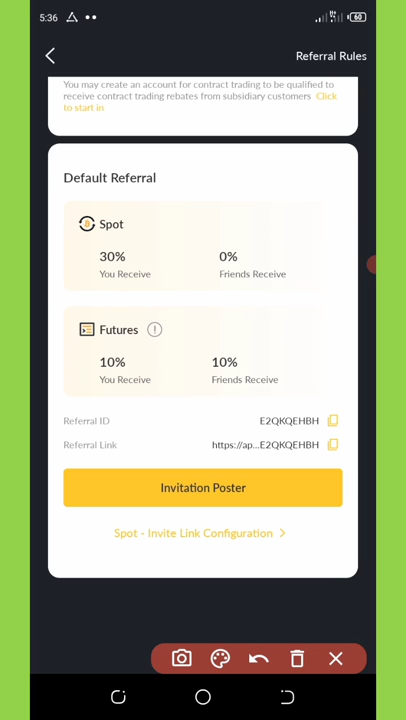 5:36
60
Referral Rules
You may create an account for contract trading to be qualified to
receive contract trading rebates from subsidiary customers Click
to start in
Default Referral
Spot
30%
0%
You Receive
Friends Receive
Futures
10%
10%
You Receive
Friends Receive
Referral ID
E2QKQEHBH
Referral Link
https://ap...E2QKQEHBH
Invitation Poster
Spot - Invite Link Configuration >